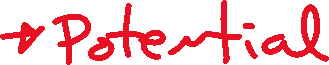 → Potential